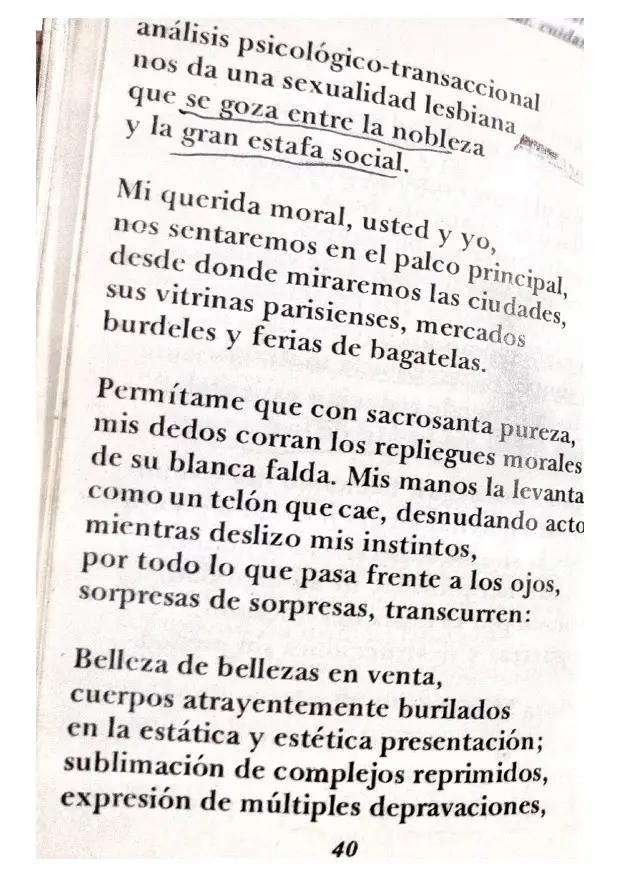 análisis psicológico-transaccional
nos da una sexualidad lesbiana
que se goza entre la nobleza
y la gran estafa social.
Mi querida moral, usted y yo,
nos sentaremos en el palco principal,
desde donde miraremos las ciudades,
sus vitrinas parisienses, mercados
burdeles y ferias de bagatelas.
Permítame que con sacrosanta pureza,
mis dedos corran los repliegues morales
de su blanca falda. Mis manos la levanta
como un telón que cae, desnudando acto
mientras deslizo mis instintos,
por todo lo que pasa frente a los ojos,
sorpresas de sorpresas, transcurren:
Belleza de bellezas en venta,
cuerpos atrayentemente burilados
en la estática y estética presentación;
sublimación de complejos reprimidos,
expresión de múltiples depravaciones,
40